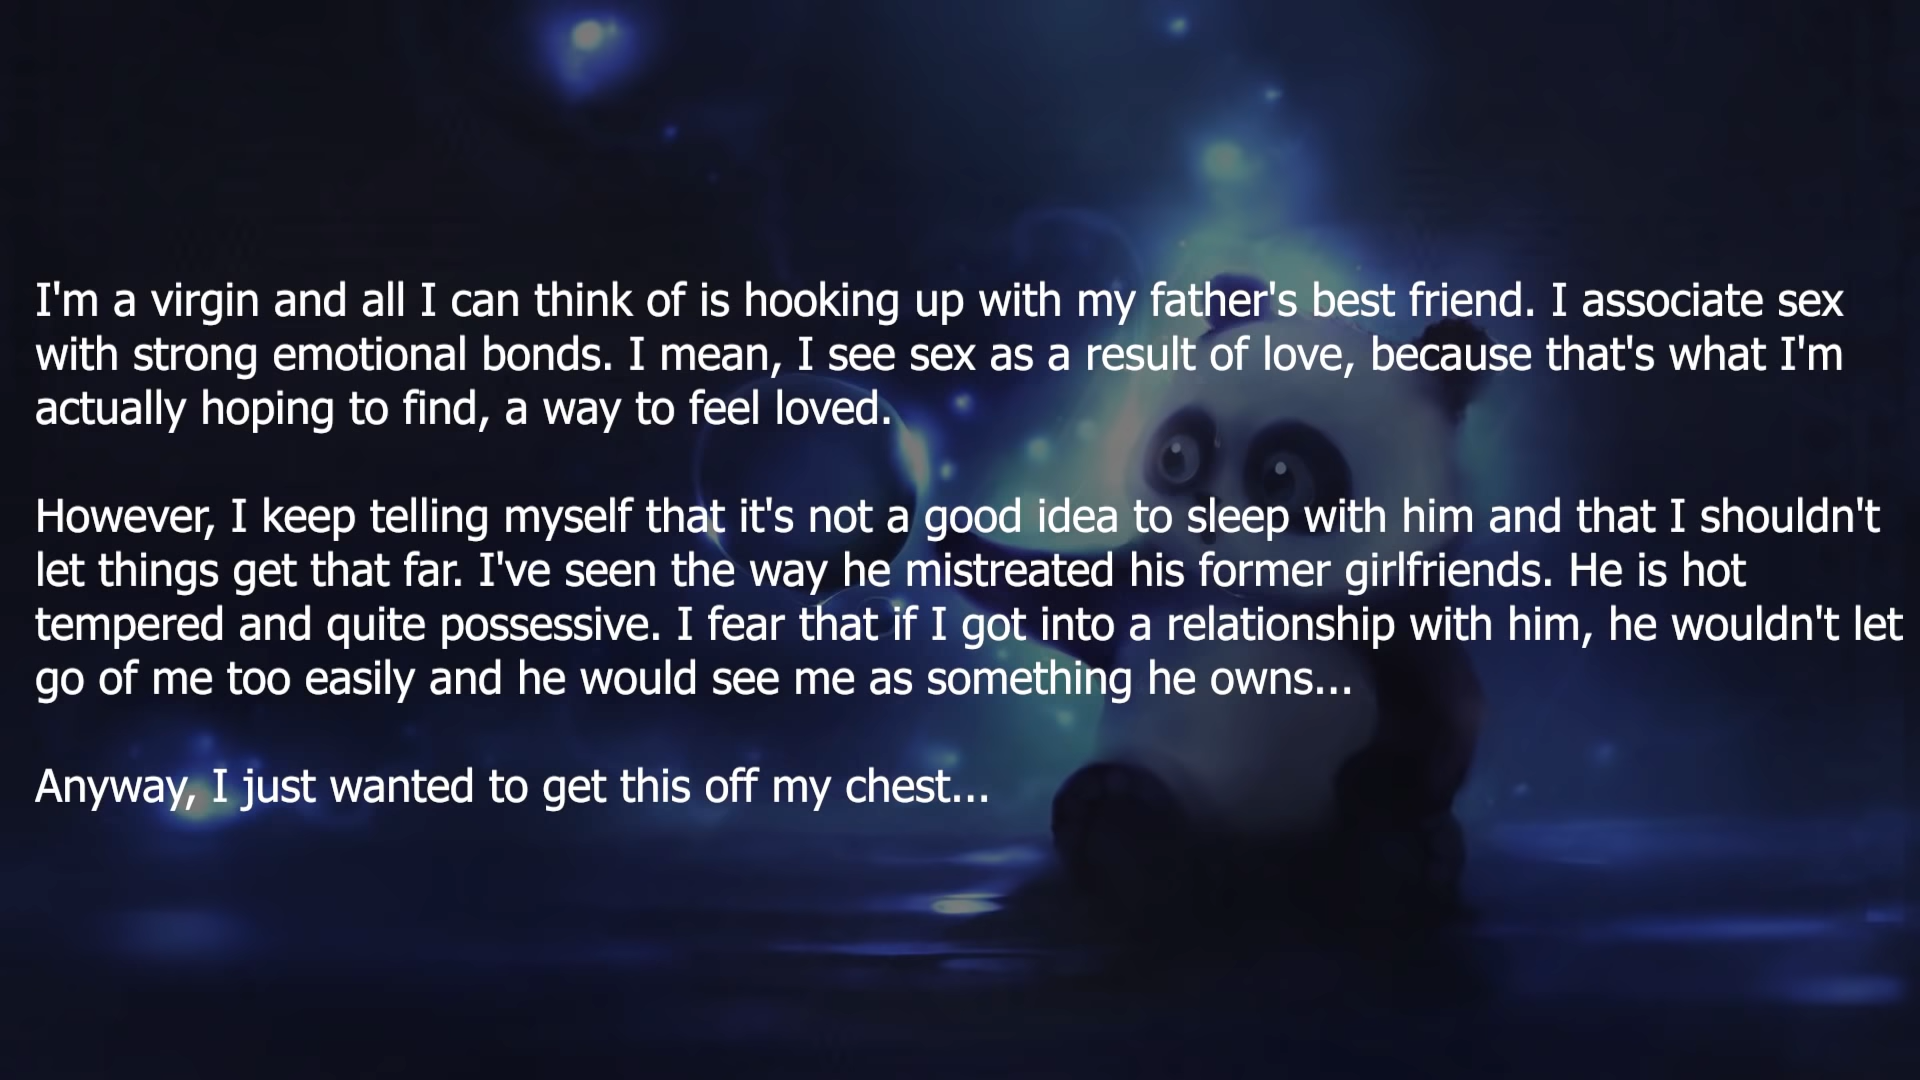 I'm a virgin and all I can think of is hooking up with my father's best friend. I associate sex
with strong emotional bonds. I mean, I see sex as a result of love, because that's what I'm
actually hoping to find, a way to feel loved.
However, I keep telling myself that it's not a good idea to sleep with him and that I shouldn't
let things get that far. I've seen the way he mistreated his former girlfriends. He is hot
tempered and quite possessive. I fear that if I got into a relationship with him, he wouldn't let
go of me too easily and he would see me as something he owns...
Anyway, I just wanted to get this off my chest...